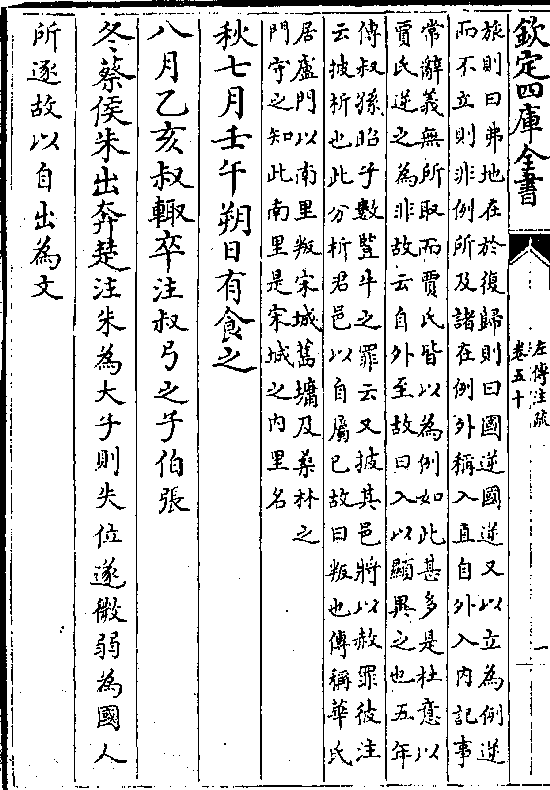 欽定四庫全書
左傳注疏
卷五十
一
旅則曰弗地在於復歸則曰國逆國逆又以立為例逆
而不立則非例所及諸在例外稱入直自外入內記事
常辭義無所取而賈氏皆以為例如此甚多是杜意以
賈氏逆之為非故云自外至故曰入以顯異之也五年
傳叔孫昭子數豎牛之罪云又披其邑將以赦罪彼注
云披析也此分析君邑以自屬已故曰叛也傳稱華氏
居盧門以南里叛宋城舊墉及桑林之
門守之知此南里是宋城之內里名
秋七月壬午朔日有食之
八月乙亥叔輙卒注叔弓之子伯張
冬蔡侯朱出奔楚注朱為大子則失位遂微弱為國人
所逐故以自出為文